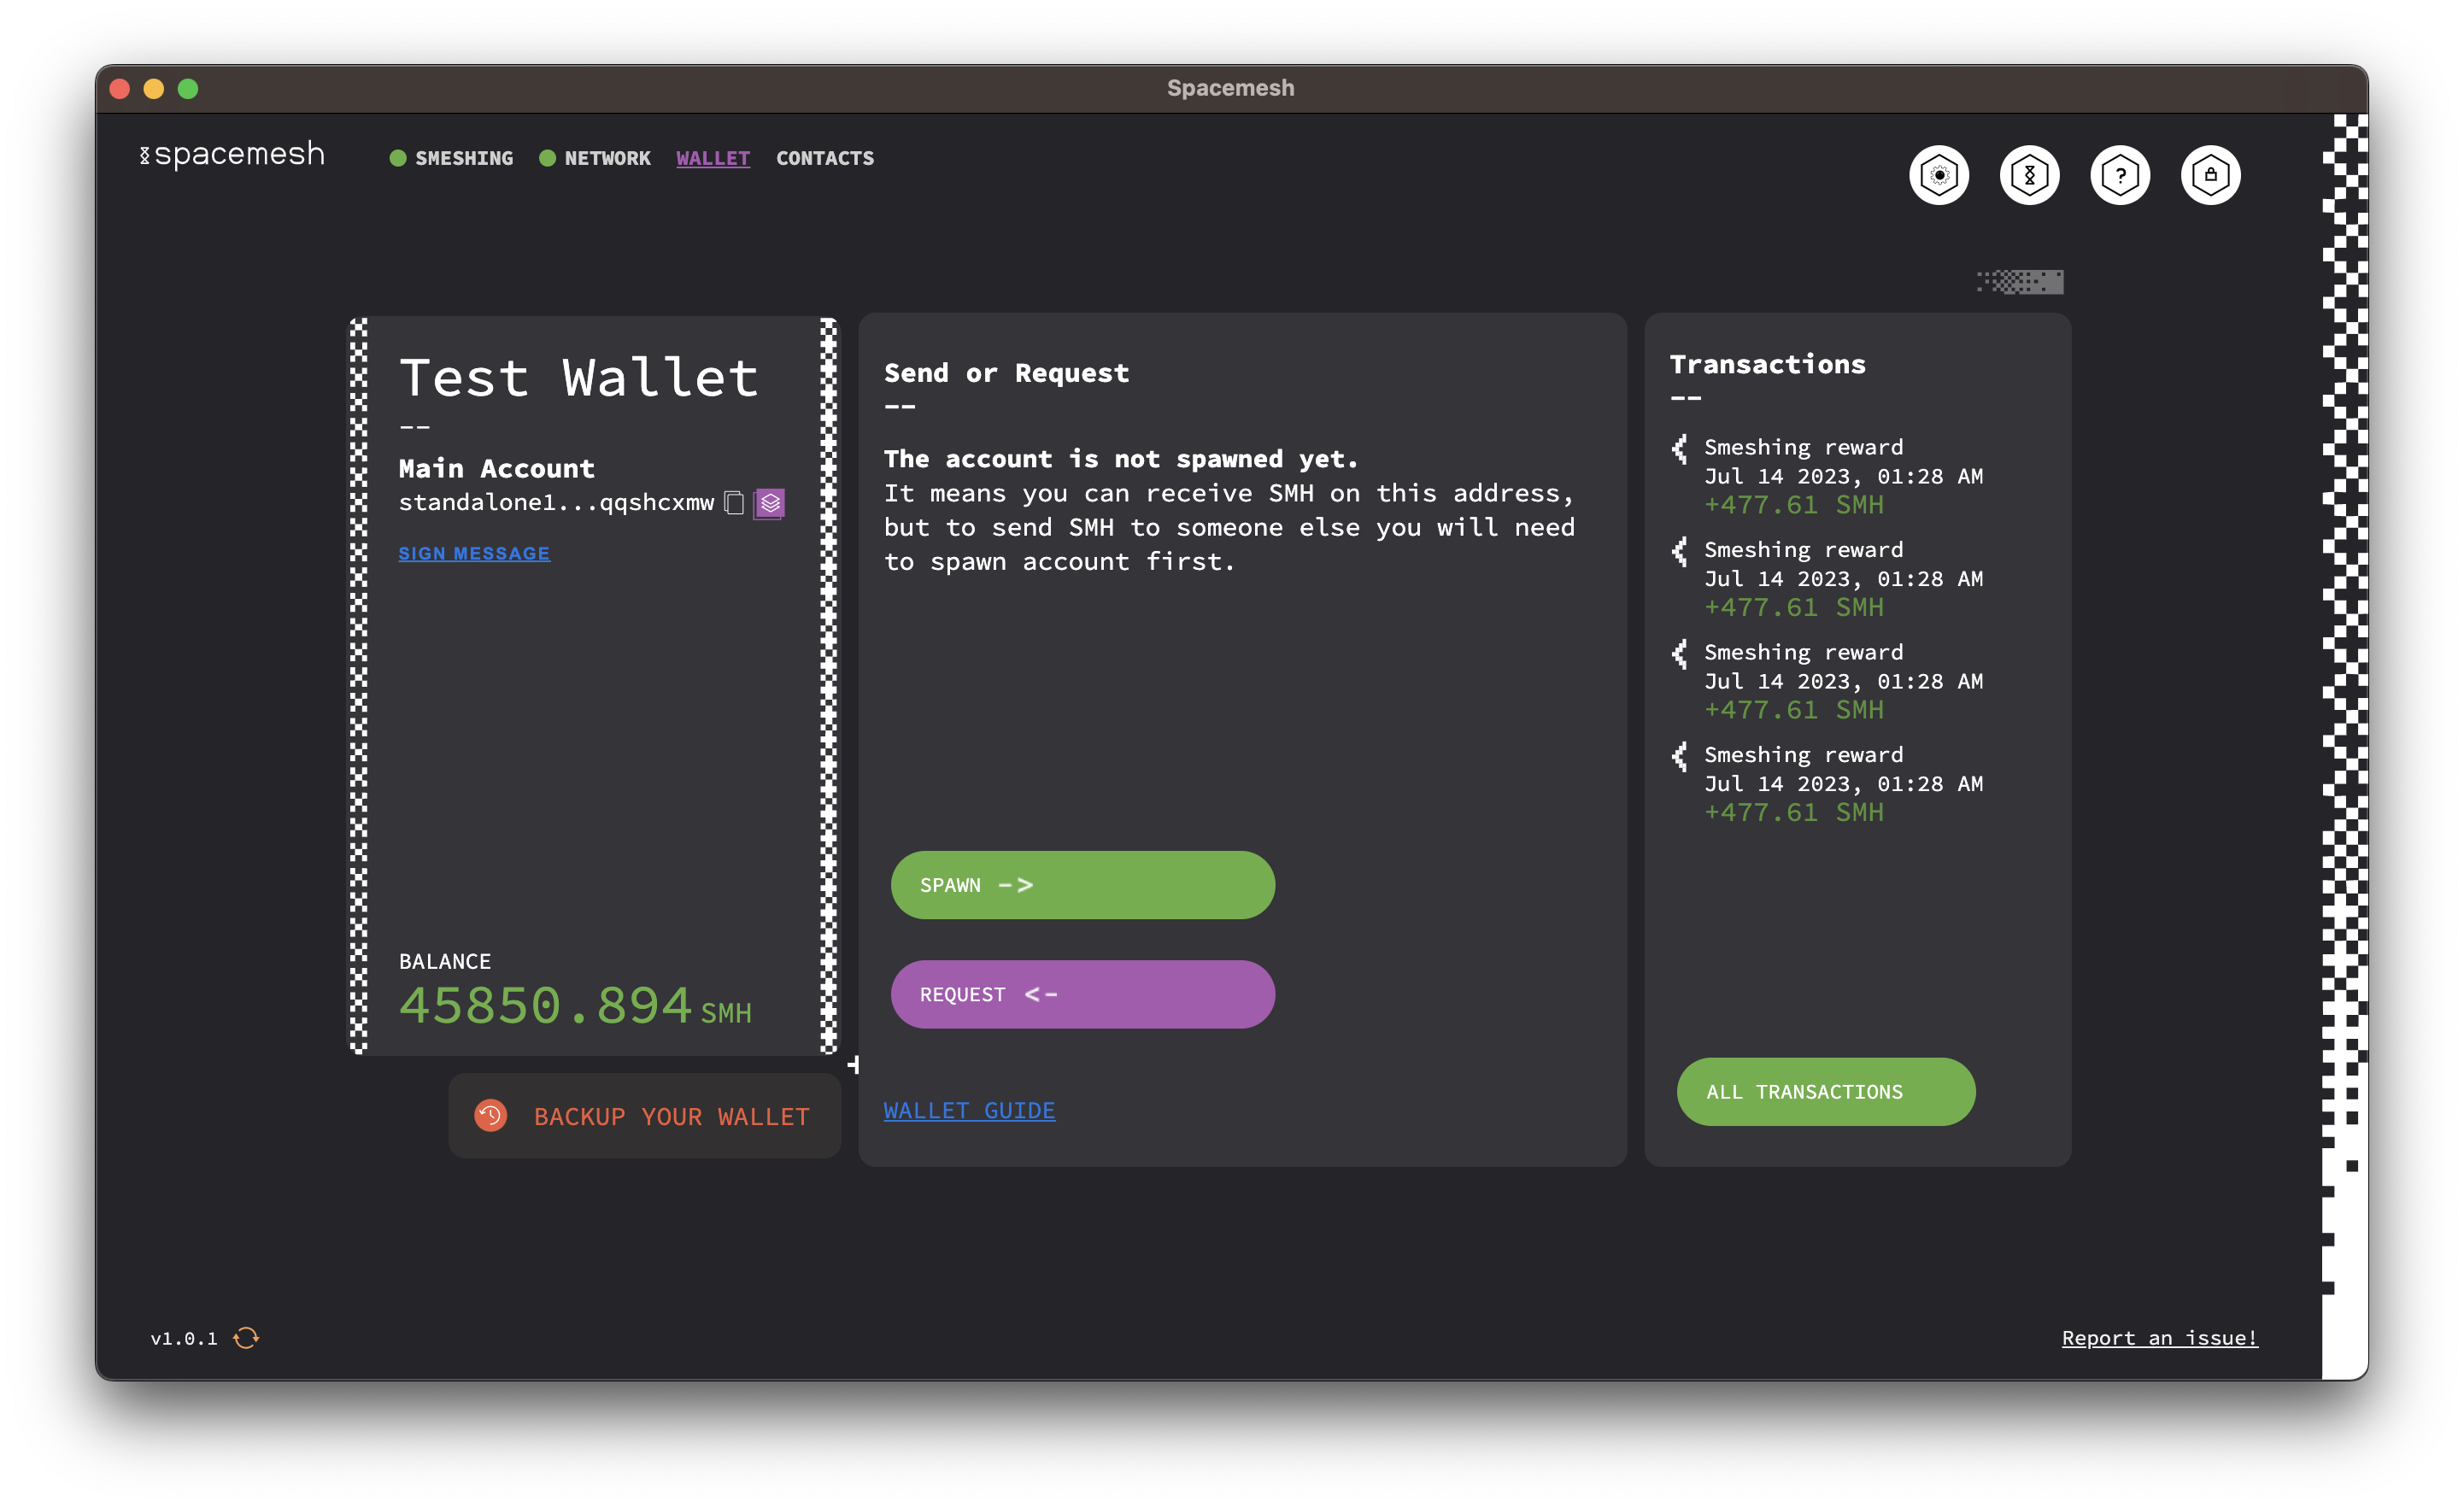 Spacemesh
spacemesh
SMESHING NETWORK WALLET CONTACTS
?
Test Wallet
--
Main Account
standalone1...qqshcxmw
SIGN MESSAGE
BALANCE
45850.894 SMH
BACKUP YOUR WALLET
Send or Request
--
The account is not spawned yet.
It means you can receive SMH on this address,
but to send SMH to someone else you will need
to spawn account first.
SPAWN ->
REQUEST <-
WALLET GUIDE
Transactions
--
Smeshing reward
Jul 14 2023, 01:28 AM
+477.61 SMH
Smeshing reward
Jul 14 2023, 01:28 AM
+477.61 SMH
Smeshing reward
Jul 14 2023, 01:28 AM
+477.61 SMH
Smeshing reward
Jul 14 2023, 01:28 AM
+477.61 SMH
ALL TRANSACTIONS
v1.0.1
Report an issue!